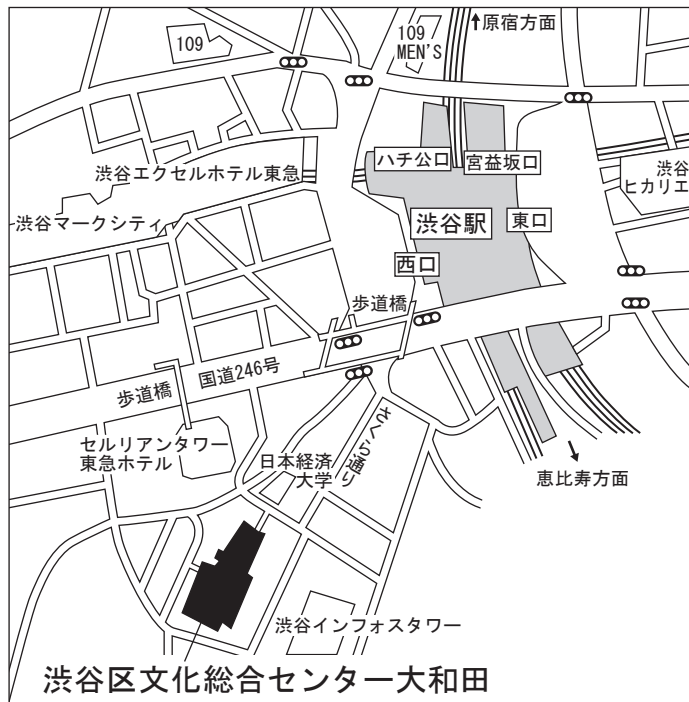 ↑原宿方面
109
109
MEN'S
ハチ公口
宮益坂口
渋谷エクセルホテル東急
渋谷
ヒカリエ
渋谷マークシティ
渋谷駅
東口
西口
歩道橋
国道246号
歩道橋
セルリアンタワー
東急ホテル
さくら通り
日本経済
大学
恵比寿方面
渋谷インフォスタワー
渋谷区文化総合センター大和田